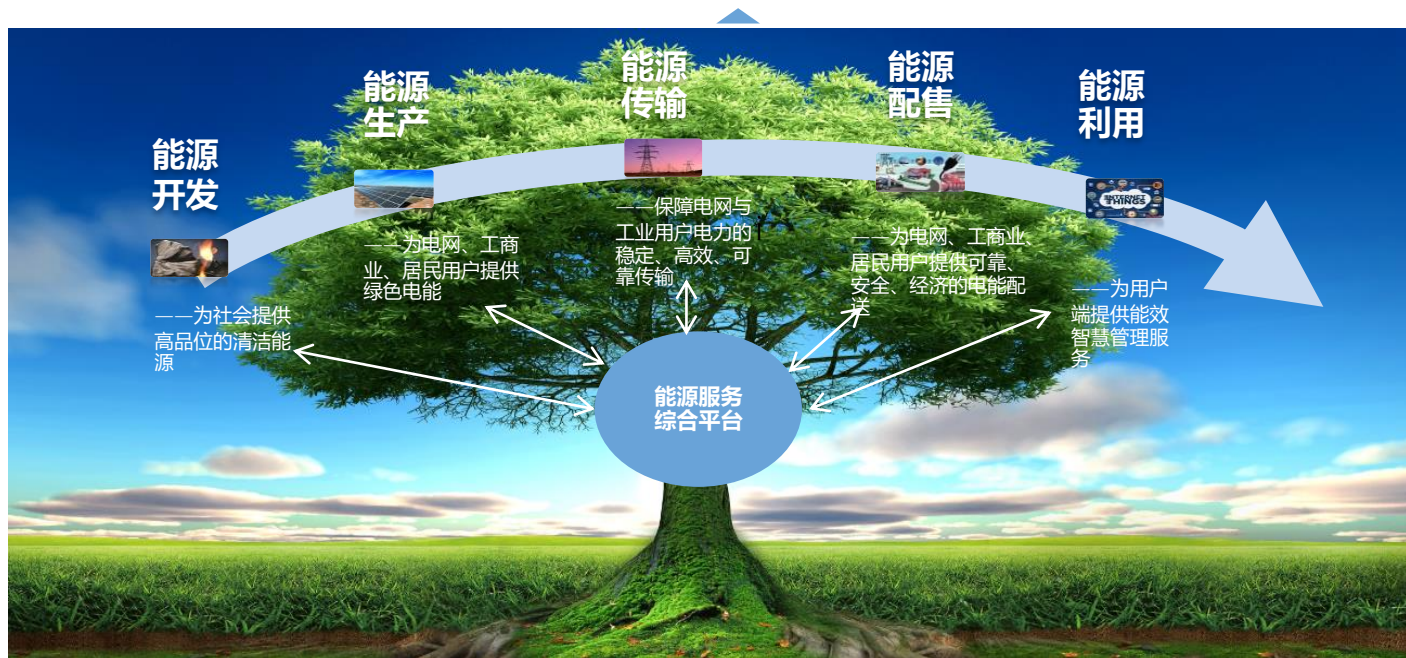 能源
开发
——为社会提供
高品位的清洁能
源
能源
生产
——为电网、工商
业、居民用户提供
绿色电能
能源
传输
——保障电网与
工业用户电力的
稳定、高效、可
靠传输
能源
配售
——为电网、工商业、
居民用户提供可靠、
安全、经济的电能配
送
能源
利用
INTERNET
THINGS
——为用户
端提供能效
智慧管理服
务
能源服务
综合平台